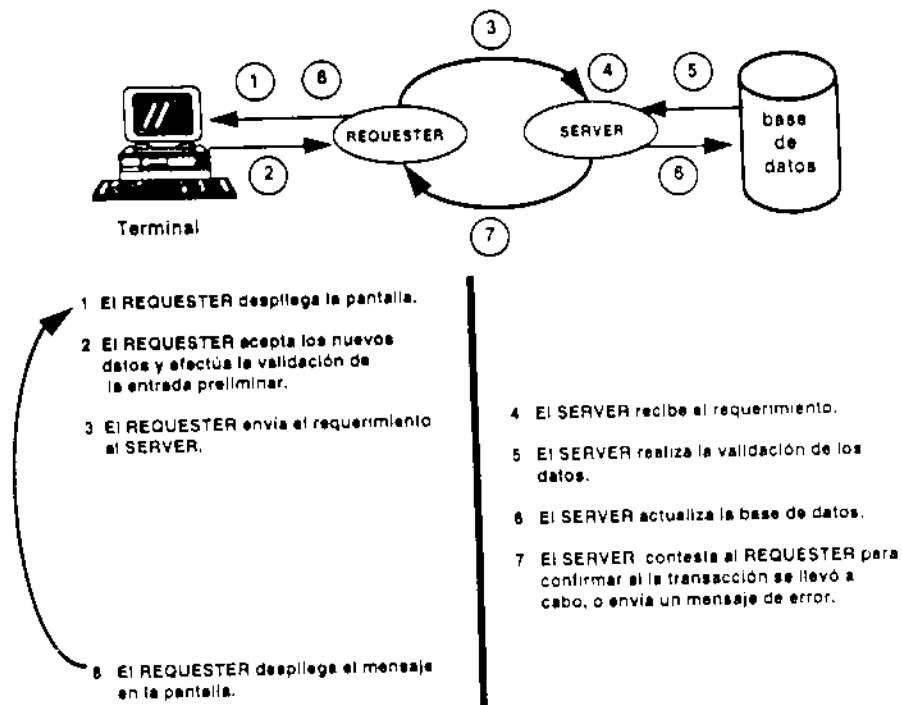 3
1
8
4
5
REQUESTER
SERVER
base
de
datos
2
6
Terminal
7
1 El REQUESTER despliega la pantalla.
2 El REQUESTER acepta los nuevos
datos y efectúa la validación de
la entrada preliminar.
3 El REQUESTER envía el requerimiento
al SERVER.
4 El SERVER recibe el requerimiento.
5 El SERVER realiza la validación de los
datos.
6 El SERVER actualiza la base de datos.
7 El SERVER contesta al REQUESTER para
confirmar si la transacción se llevó a
cabo, o envía un mensaje de error.
8 El REQUESTER despliega el mensaje
en la pantalla.